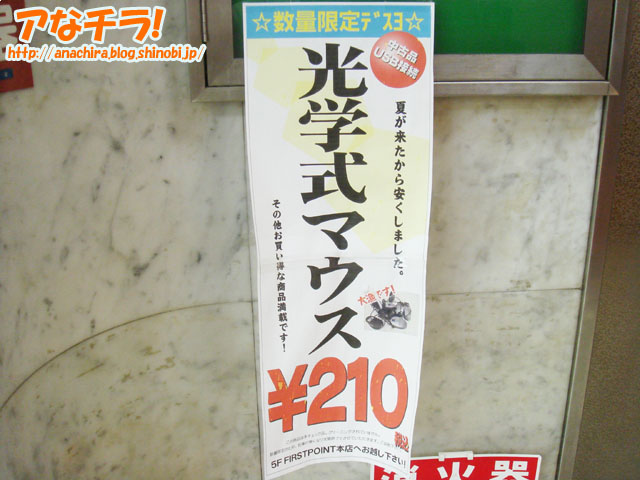 アなチラ!
http://anachira.blog.shinobi.jp/
☆数量限定デスヨ☆
中古品
USB接続
光学式マウス
夏が来たから安くしました。
その他お買い得な商品満載です!
大漁です!
¥210
5F FIRSTPOINT本店へお越し下さい!
消火器